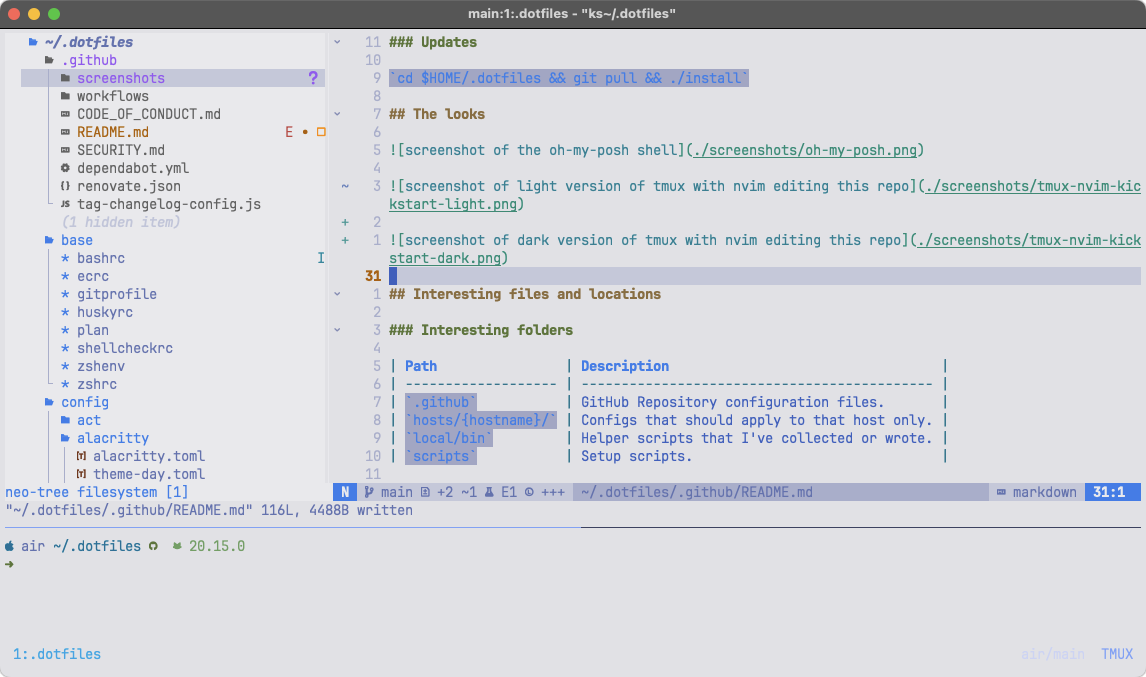 main:1:.dotfiles - "ks~/.dotfiles"
~/.dotfiles
.github
screenshots ?
workflows
CODE_OF_CONDUCT.md
README.md E •
SECURITY.md
dependabot.yml
{} renovate.json
JS tag-changelog-config.js
(1 hidden item)
base
* bashrc I
* ecrc
* gitprofile
* huskyrc
* plan
* shellcheckrc
* zshenv
* zshrc
config
act
alacritty
[T] alacritty.toml
[T] theme-day.toml
neo-tree filesystem [1]
11 ### Updates
10
9 `cd $HOME/.dotfiles && git pull && ./install`
8
7 ## The looks
6
5 ![screenshot of the oh-my-posh shell](./screenshots/oh-my-posh.png)
4
~ 3 ![screenshot of light version of tmux with nvim editing this repo](./screenshots/tmux-nvim-kic
kstart-light.png)
+ 2
+ 1 ![screenshot of dark version of tmux with nvim editing this repo](./screenshots/tmux-nvim-kick
start-dark.png)
31
1 ## Interesting files and locations
2
3 ### Interesting folders
4
5 | Path | Description |
6 | ------------------- | -------------------------------------------- |
7 | `.github` | GitHub Repository configuration files. |
8 | `hosts/{hostname}/` | Configs that should apply to that host only. |
9 | `local/bin` | Helper scripts that I've collected or wrote. |
10 | `scripts` | Setup scripts. |
11
N main +2 ~1 E1 +++ ~/.dotfiles/.github/README.md markdown 31:1
"~/.dotfiles/.github/README.md" 116L, 4488B written
air ~/.dotfiles 20.15.0
➜
1:.dotfiles air/main TMUX